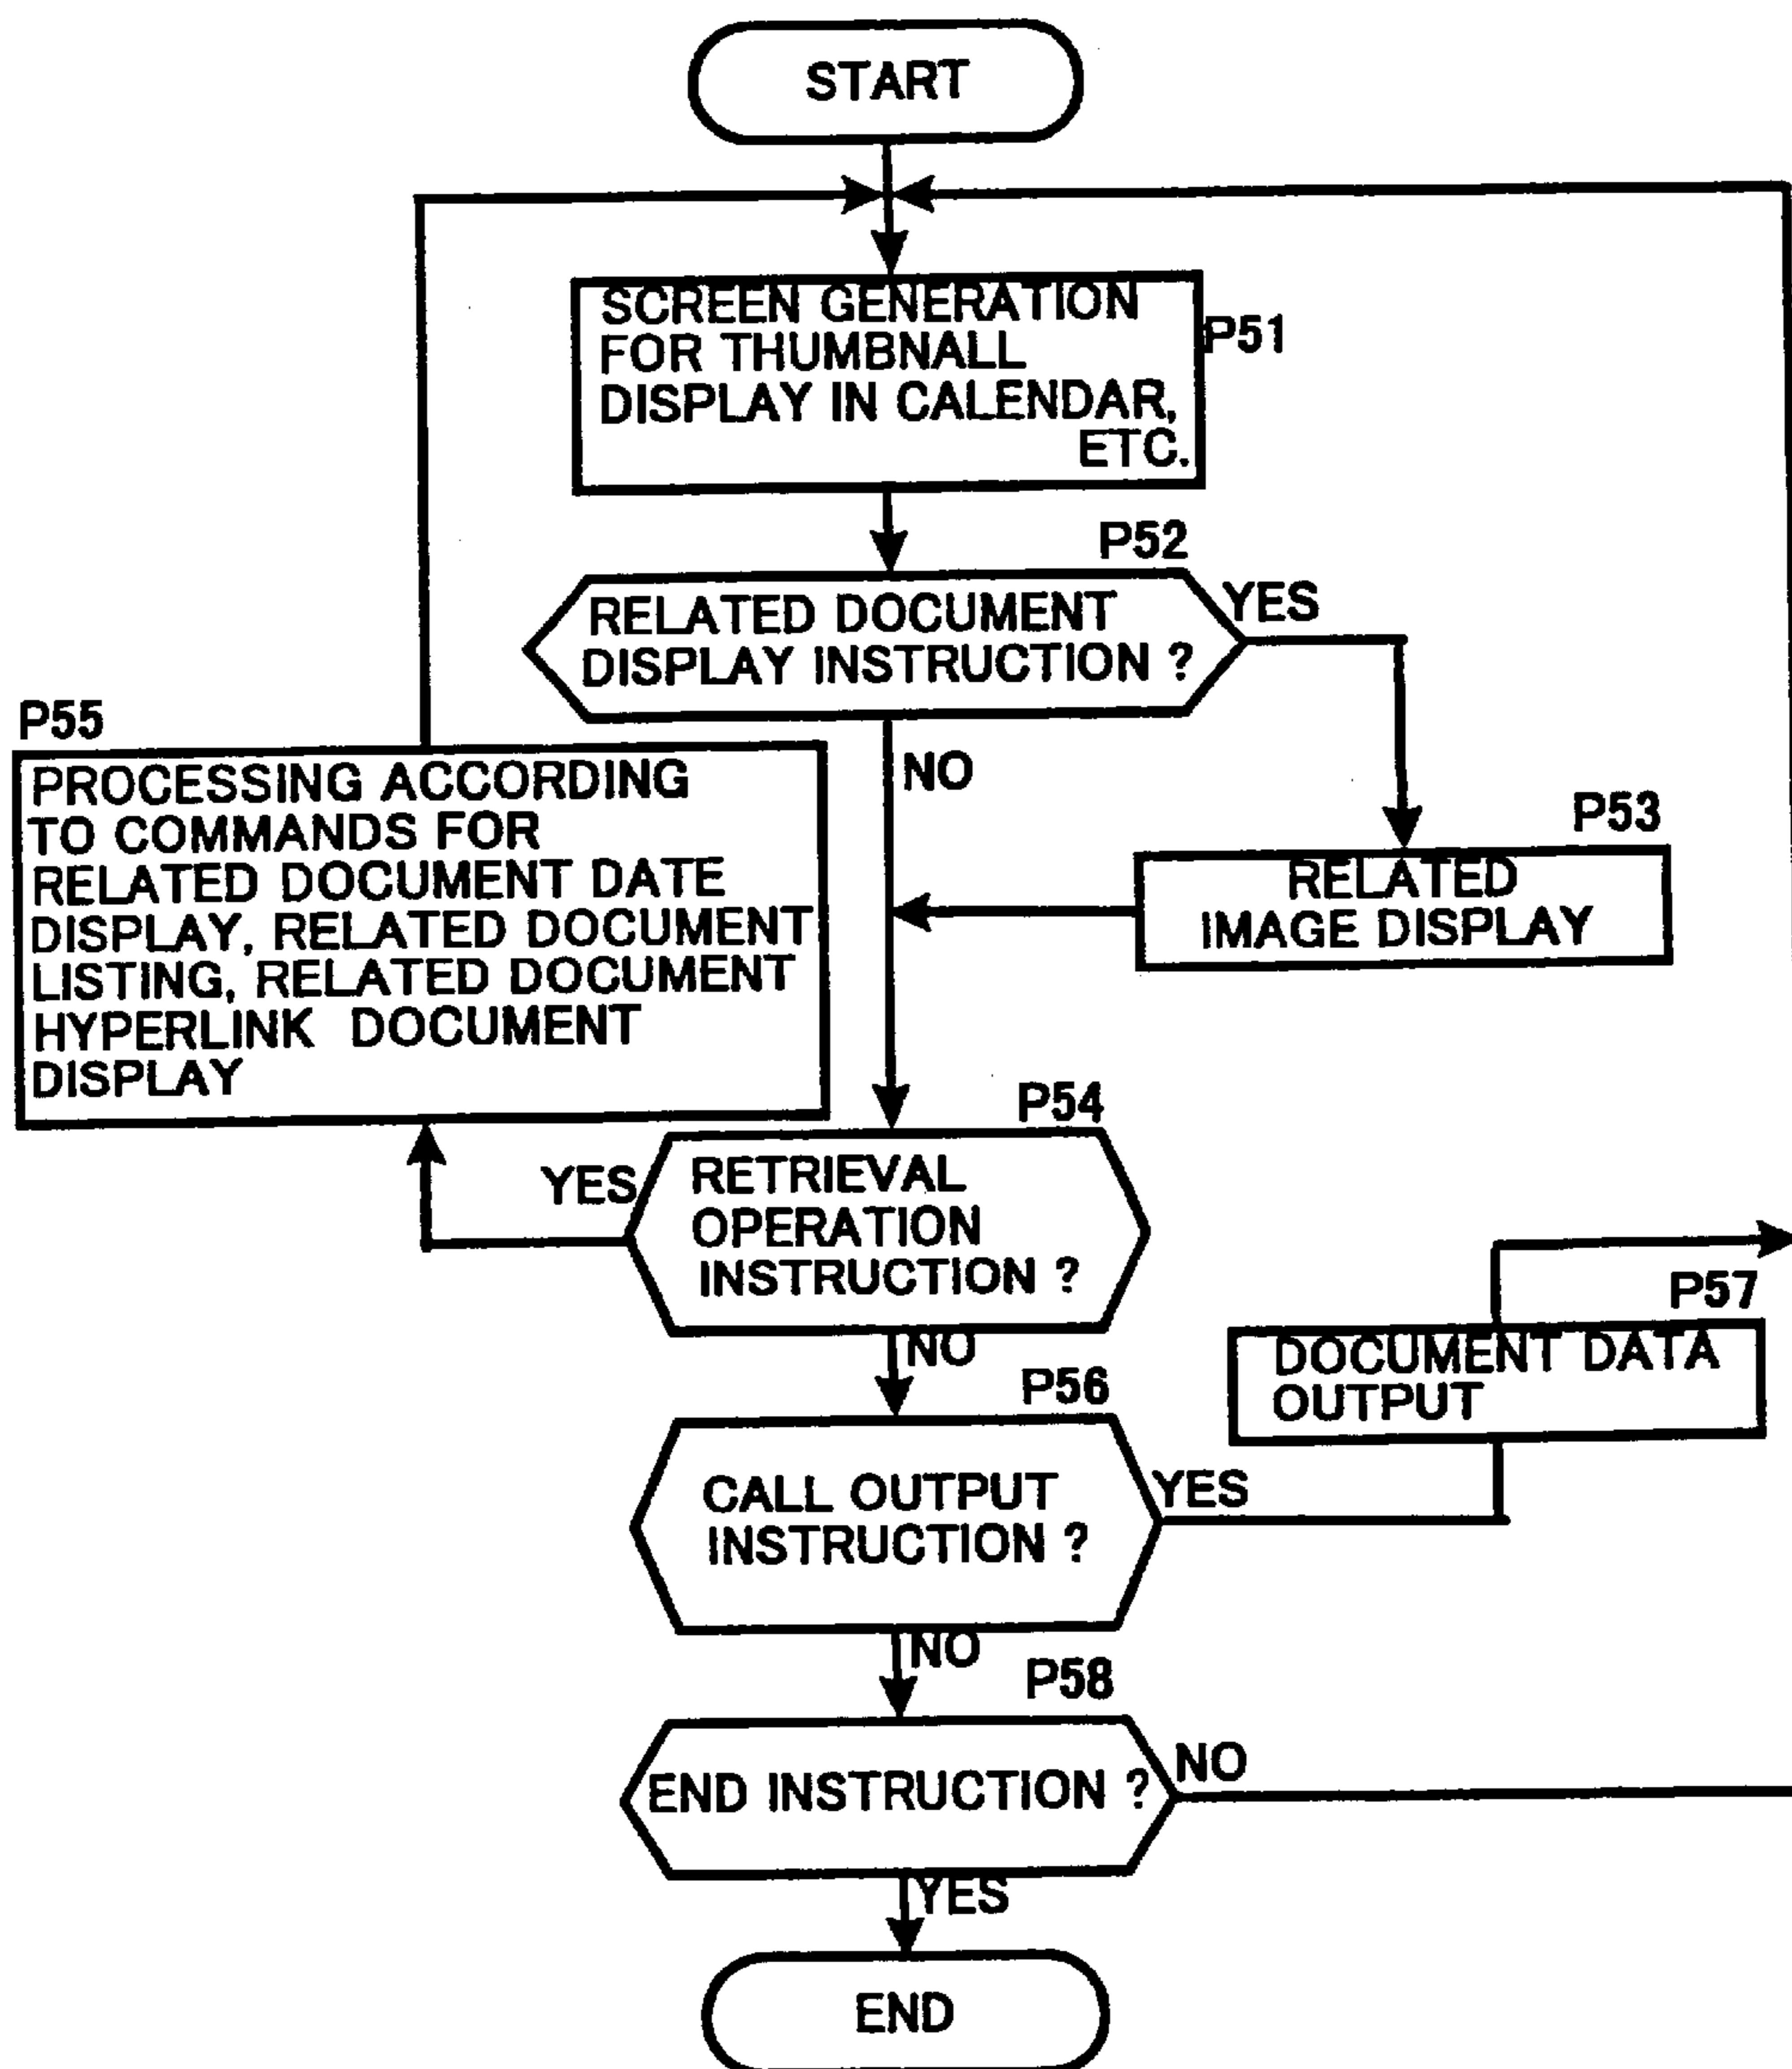 START
SCREEN GENERATION
FOR THUMBNALL
DISPLAY IN CALENDAR,
ETC.
P51
P52
RELATED DOCUMENT
DISPLAY INSTRUCTION ?
YES
NO
P53
RELATED
IMAGE DISPLAY
P55
PROCESSING ACCORDING
TO COMMANDS FOR
RELATED DOCUMENT DATE
DISPLAY, RELATED DOCUMENT
LISTING, RELATED DOCUMENT
HYPERLINK DOCUMENT
DISPLAY
P54
YES
RETRIEVAL
OPERATION
INSTRUCTION ?
NO
P57
DOCUMENT DATA
OUTPUT
P56
CALL OUTPUT
INSTRUCTION ?
YES
NO
P58
END INSTRUCTION ?
NO
YES
END